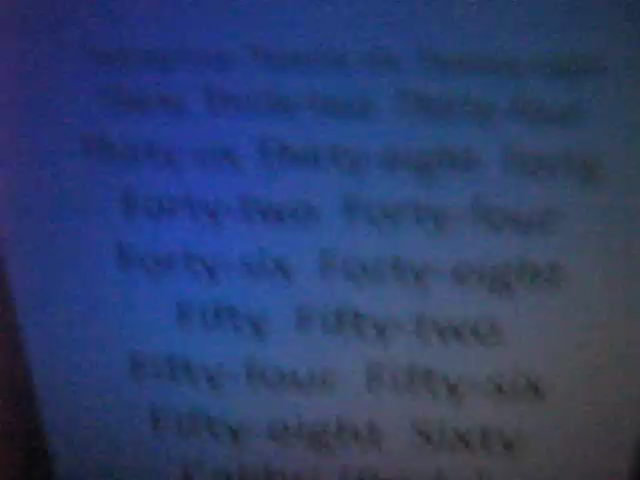 Thirty Thirty-two Thirty-four
Thirty-six Thirty-eight Forty
Forty-two Forty-four
Forty-six Forty-eight
Fifty Fifty-two
Fifty-four Fifty-six
Fifty-eight Sixty